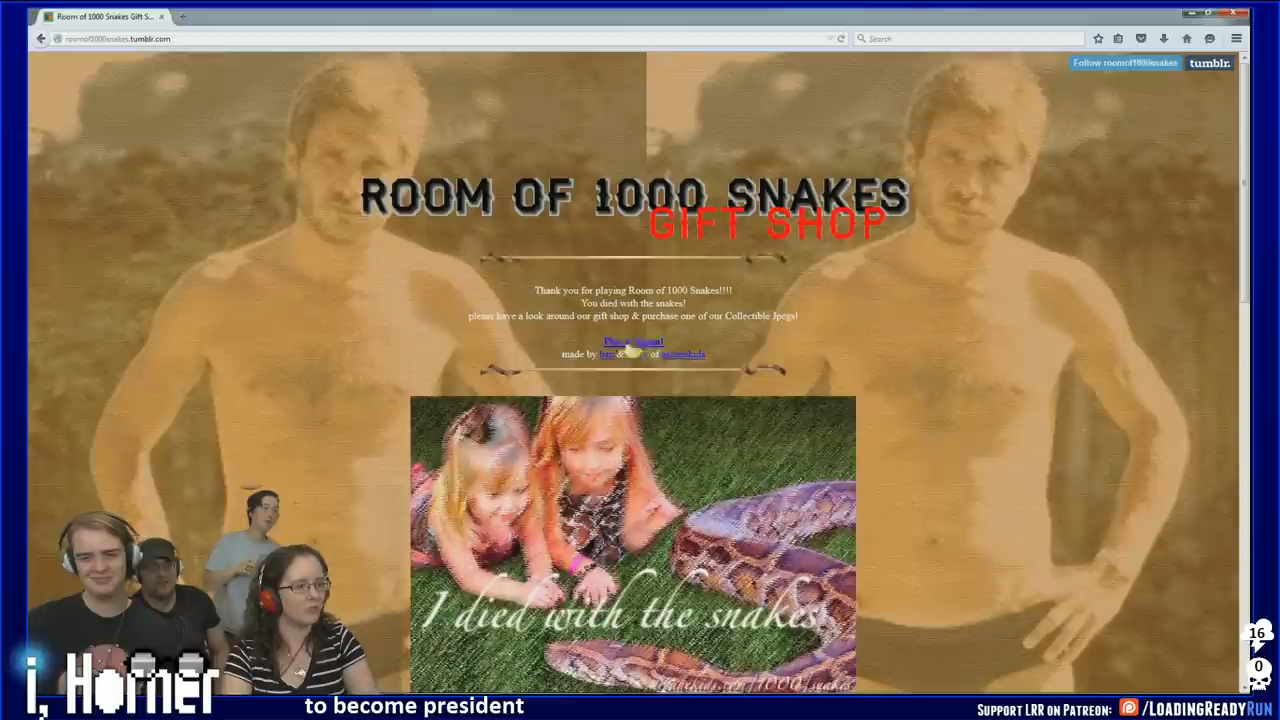 Room of 1000 Snakes Gift S...
roomof1000snakes.tumblr.com
Search
Follow roomof1000snakes
tumblr.
ROOM OF 1000 SNAKES
GIFT SHOP
Thank you for playing Room of 1000 Snakes!!!!
You died with the snakes!
please have a look around our gift shop & purchase one of our Collectible Jpegs!
made by ben & of
I died with the snakes
16
0
i, Horner
to become president
SUPPORT LRR ON PATREON: /LOADINGREADYRUN